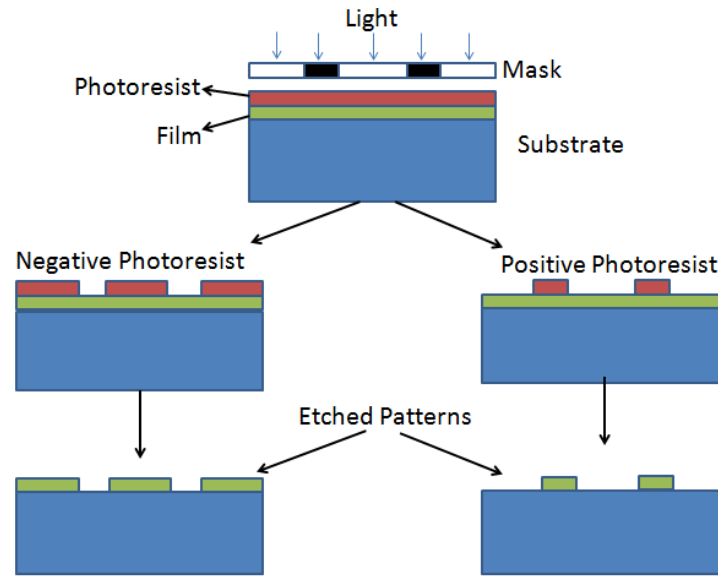 Light
Mask
Photoresist
Film
Substrate
Negative Photoresist
Positive Photoresist
Etched Patterns